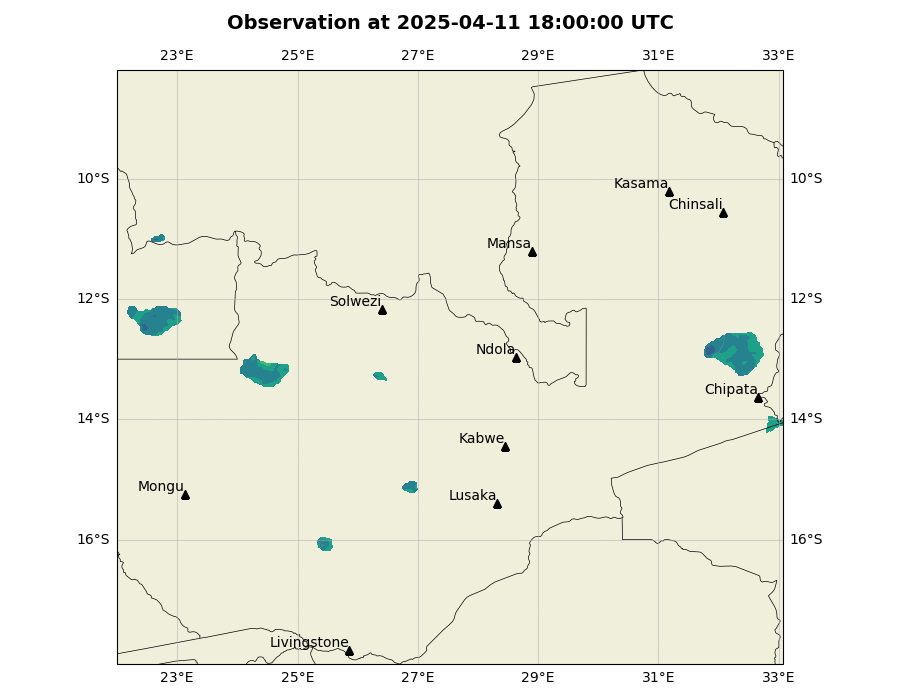 Observation at 2025-04-11 18:00:00 UTC
23°E 25°E 27°E 29°E 31°E 33°E
10°S 10°S
Kasama
Chinsali
Mansa
12°S 12°S
Solwezi
Ndola
Chipata
14°S 14°S
Kabwe
Mongu
Lusaka
16°S 16°S
Livingstone
23°E 25°E 27°E 29°E 31°E 33°E